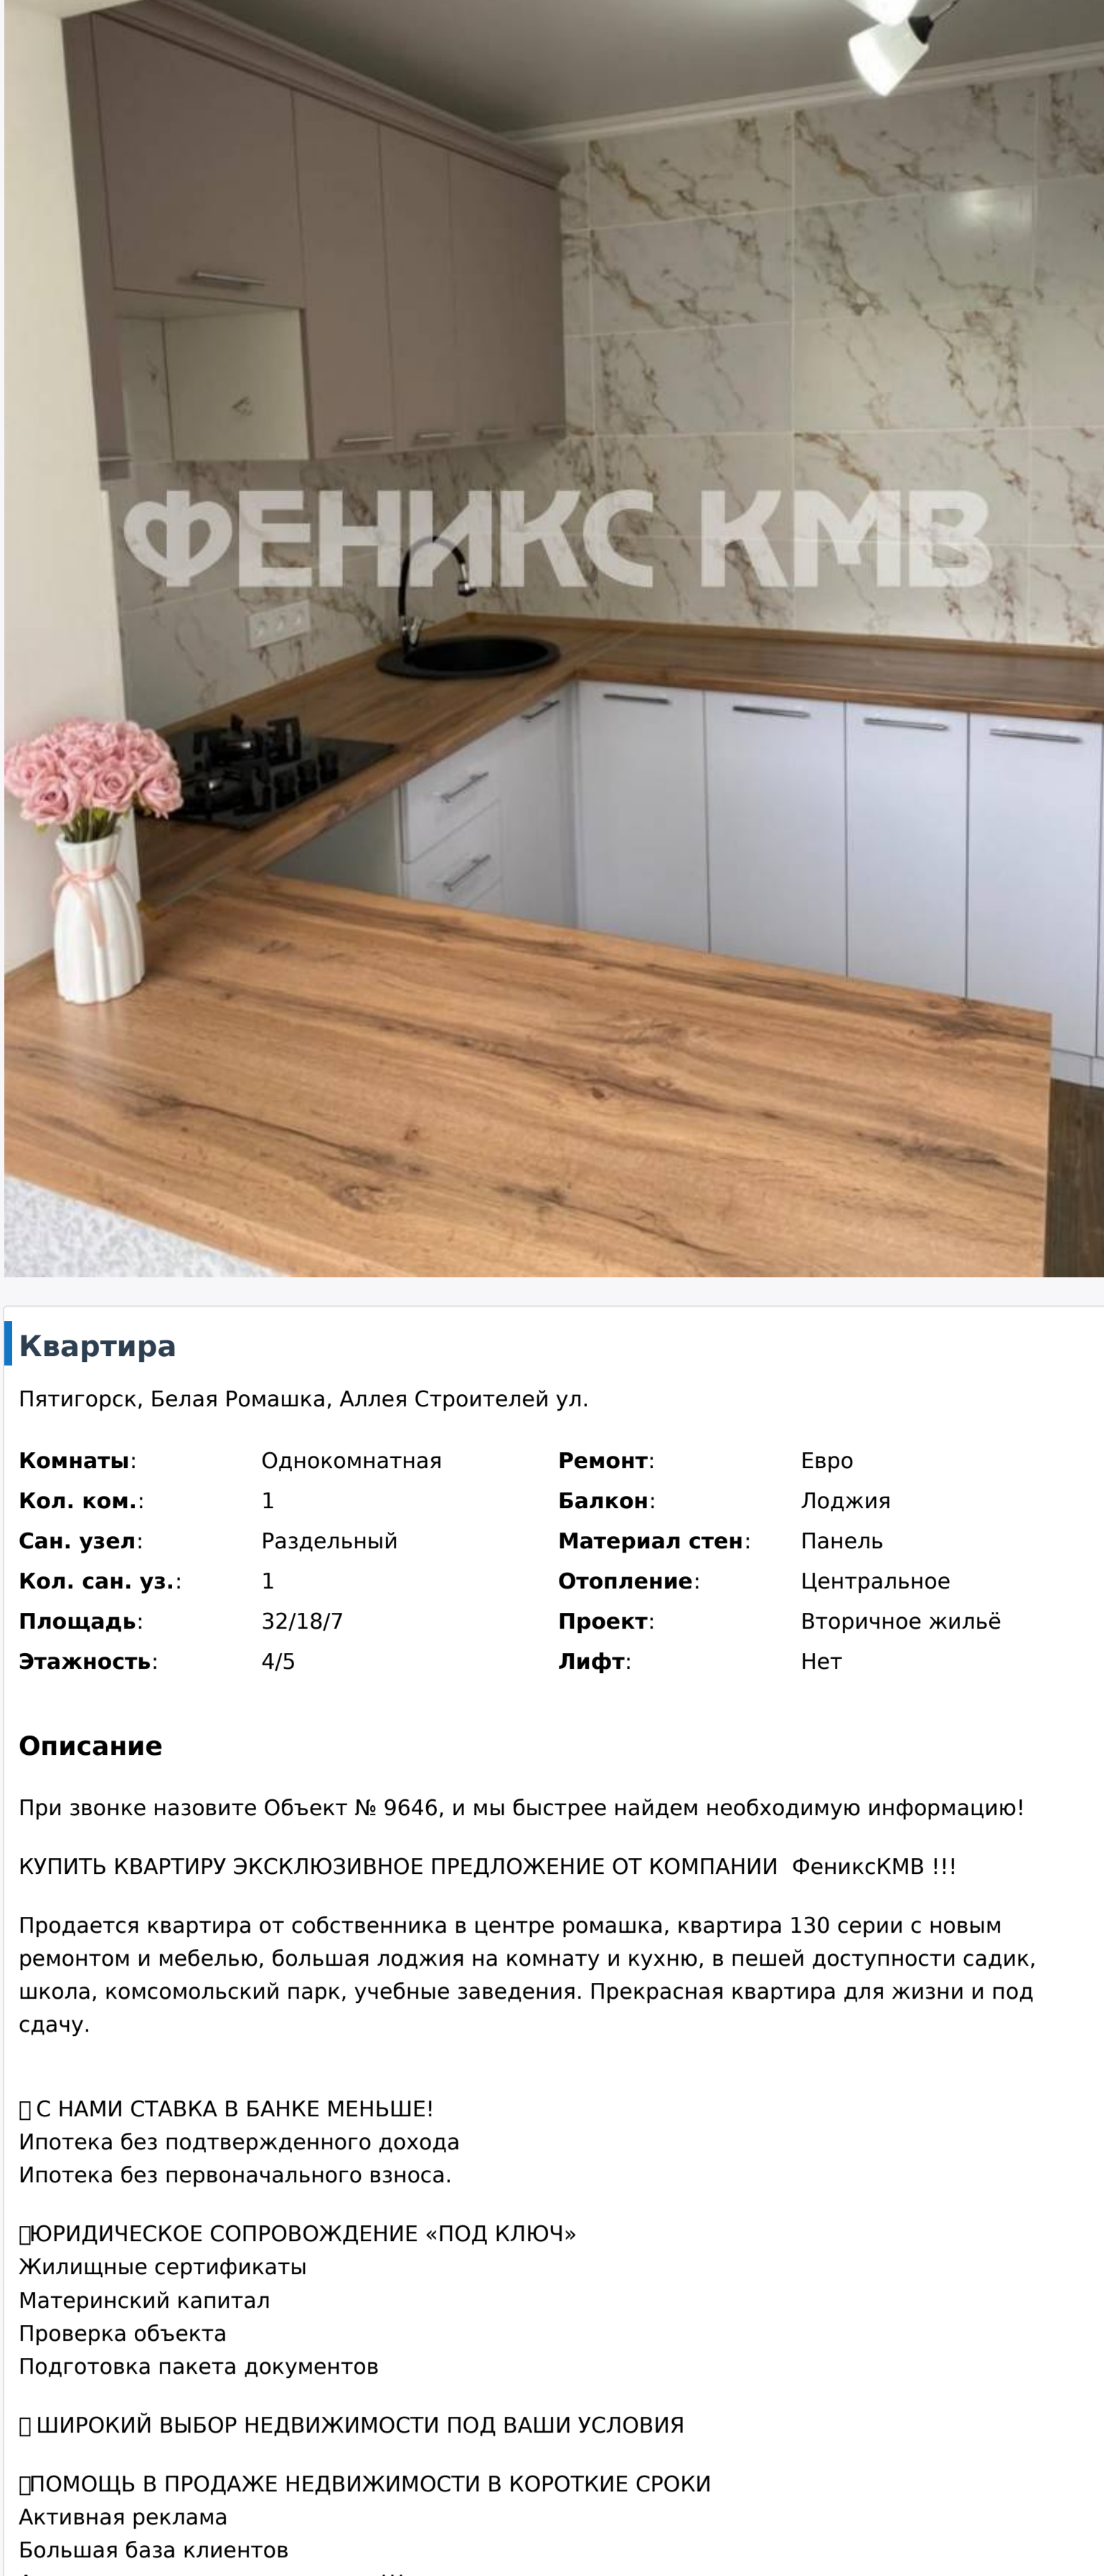 ФЕНИКС КМВ
Квартира
Пятигорск, Белая Ромашка, Аллея Строителей ул.
Комнаты: Однокомнатная Ремонт: Евро
Кол. ком.: 1 Балкон: Лоджия
Сан. узел: Раздельный Материал стен: Панель
Кол. сан. уз.: 1 Отопление: Центральное
Площадь: 32/18/7 Проект: Вторичное жильё
Этажность: 4/5 Лифт: Нет
Описание
При звонке назовите Объект № 9646, и мы быстрее найдем необходимую информацию!
КУПИТЬ КВАРТИРУ ЭКСКЛЮЗИВНОЕ ПРЕДЛОЖЕНИЕ ОТ КОМПАНИИ ФениксКМВ !!!
Продается квартира от собственника в центре ромашка, квартира 130 серии с новым
ремонтом и мебелью, большая лоджия на комнату и кухню, в пешей доступности садик,
школа, комсомольский парк, учебные заведения. Прекрасная квартира для жизни и под
сдачу.
С НАМИ СТАВКА В БАНКЕ МЕНЬШЕ!
Ипотека без подтвержденного дохода
Ипотека без первоначального взноса.
ЮРИДИЧЕСКОЕ СОПРОВОЖДЕНИЕ «ПОД КЛЮЧ»
Жилищные сертификаты
Материнский капитал
Проверка объекта
Подготовка пакета документов
ШИРОКИЙ ВЫБОР НЕДВИЖИМОСТИ ПОД ВАШИ УСЛОВИЯ
ПОМОЩЬ В ПРОДАЖЕ НЕДВИЖИМОСТИ В КОРОТКИЕ СРОКИ
Активная реклама
Большая база клиентов